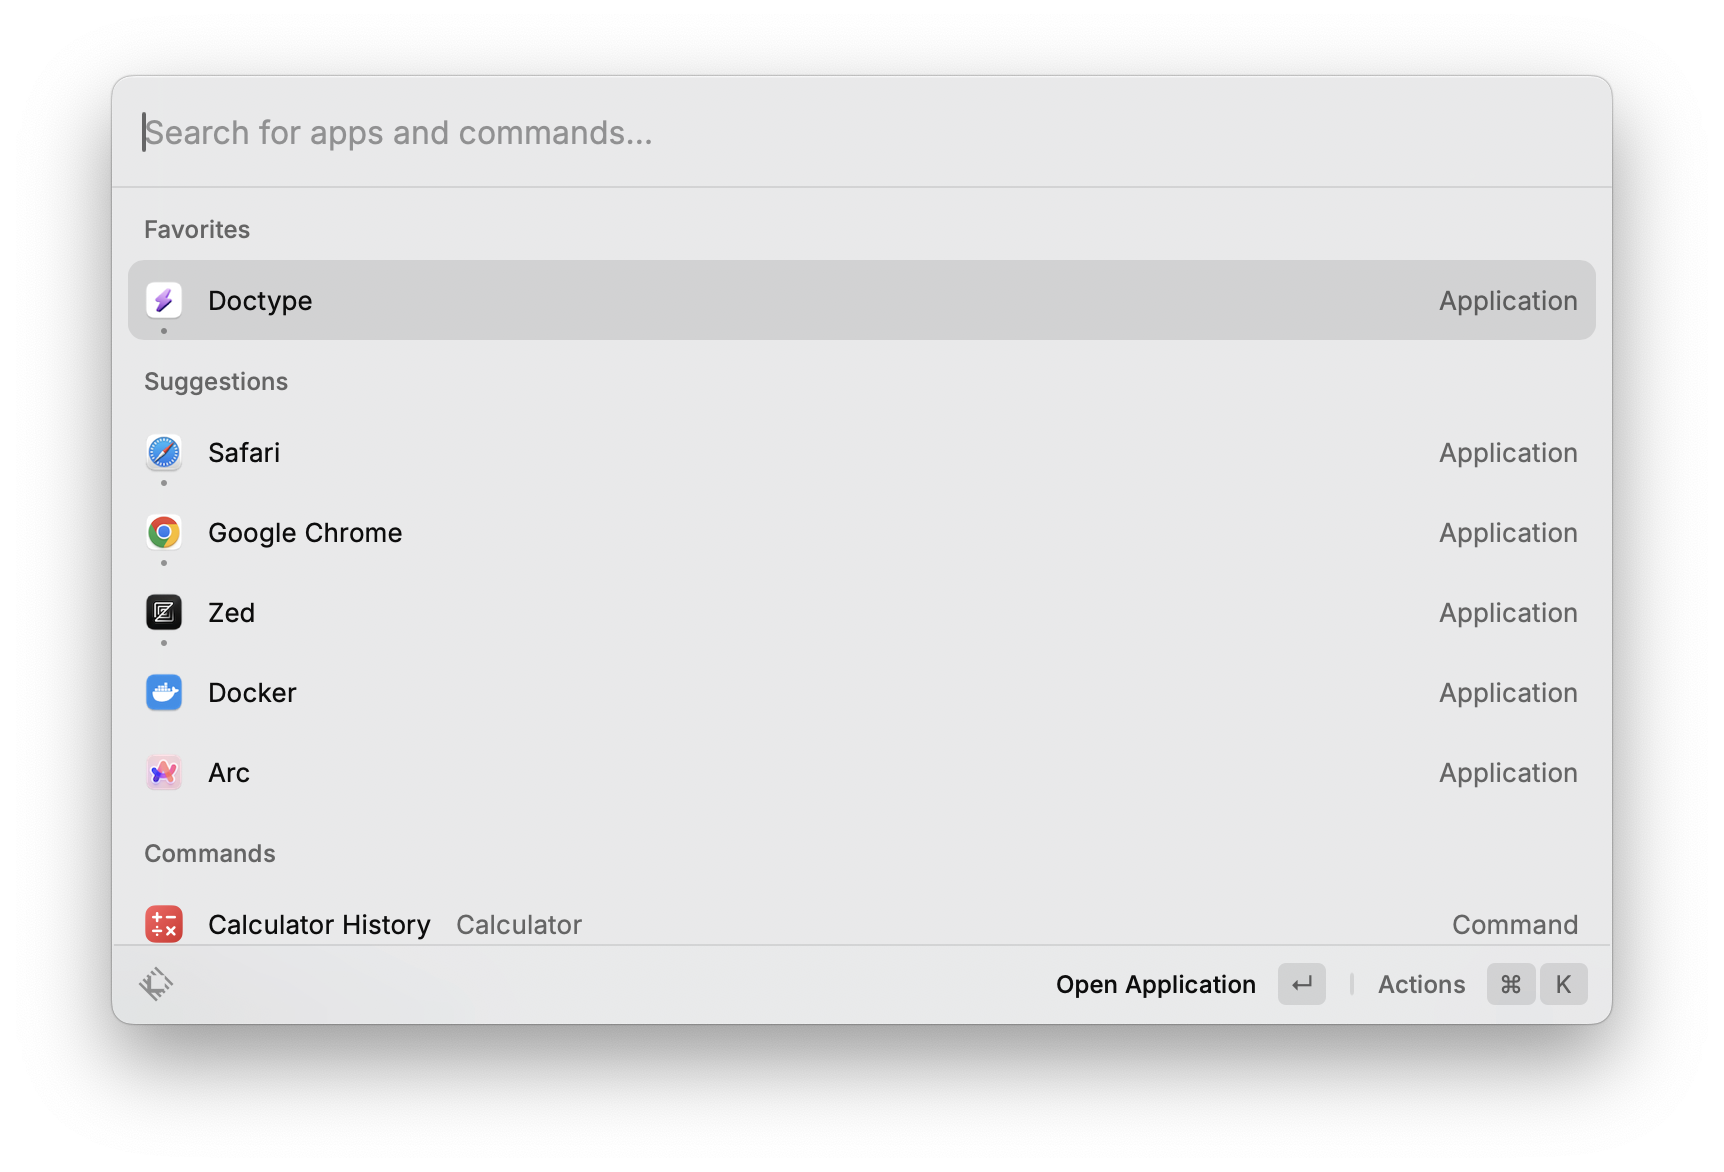 Search for apps and commands...
Favorites
Doctype Application
Suggestions
Safari Application
Google Chrome Application
Zed Application
Docker Application
Arc Application
Commands
Calculator History Calculator Command
Open Application ↵ | Actions ⌘ K